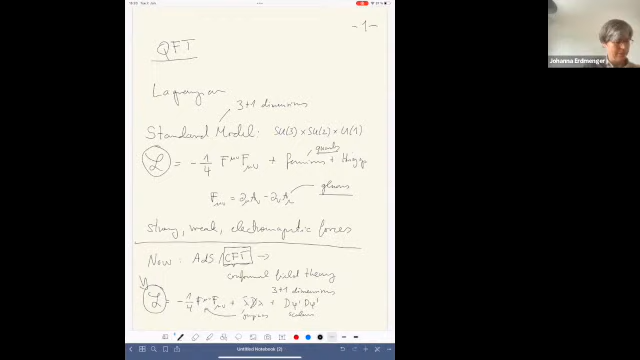 - 1 -
QFT
Lagrangian
3+1 dimensions
Standard Model: SU(3) × SU(2) × U(1)
quarks
ℒ = -1/4 F^μν F_μν + fermions + Higgs
F_μν = ∂_μ A_ν - ∂_ν A_μ
gluons
strong, weak, electromagnetic forces
Now: AdS/CFT →
conformal field theory
3+1 dimensions
ℒ = -1/4 F^μν F_μν + λ̄ D̸ λ + Dφ^i Dφ^i
scalars
Johanna Erdmenger
Untitled Notebook (2)